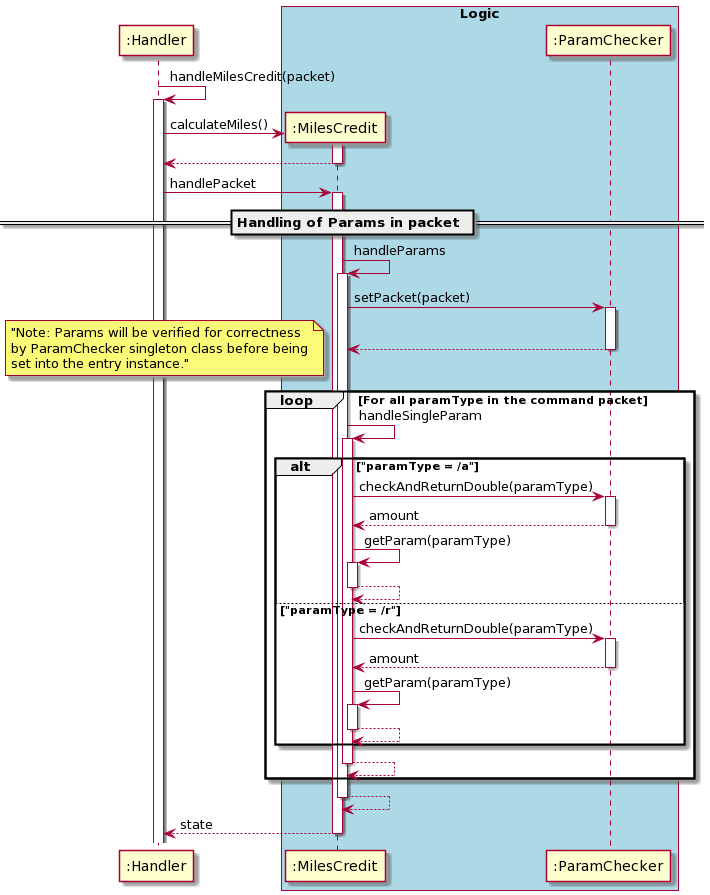 Logic
:Handler
:ParamChecker
handleMilesCredit(packet)
calculateMiles()
:MilesCredit
handlePacket
Handling of Params in packet
handleParams
setPacket(packet)
"Note: Params will be verified for correctness
by ParamChecker singleton class before being
set into the entry instance."
loop
[For all paramType in the command packet]
handleSingleParam
alt
["paramType = /a"]
checkAndReturnDouble(paramType)
amount
getParam(paramType)
["paramType = /r"]
checkAndReturnDouble(paramType)
amount
getParam(paramType)
state
:Handler
:MilesCredit
:ParamChecker